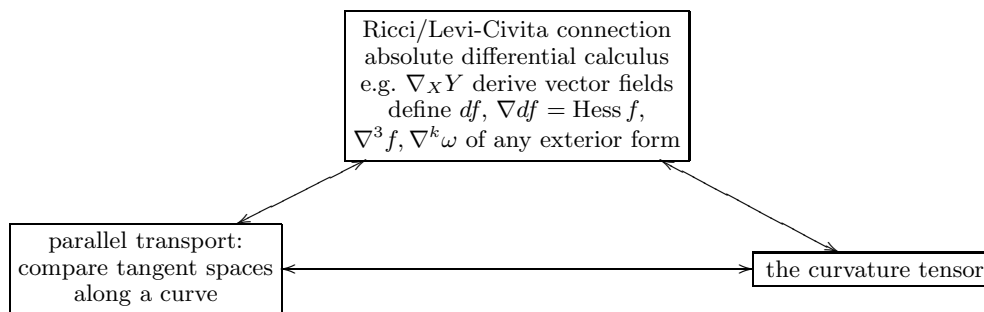 Ricci/Levi-Civita connection
absolute differential calculus
e.g. ∇_X Y derive vector fields
define df, ∇df = Hess f,
∇³f, ∇ᵏω of any exterior form
parallel transport:
compare tangent spaces
along a curve
the curvature tensor